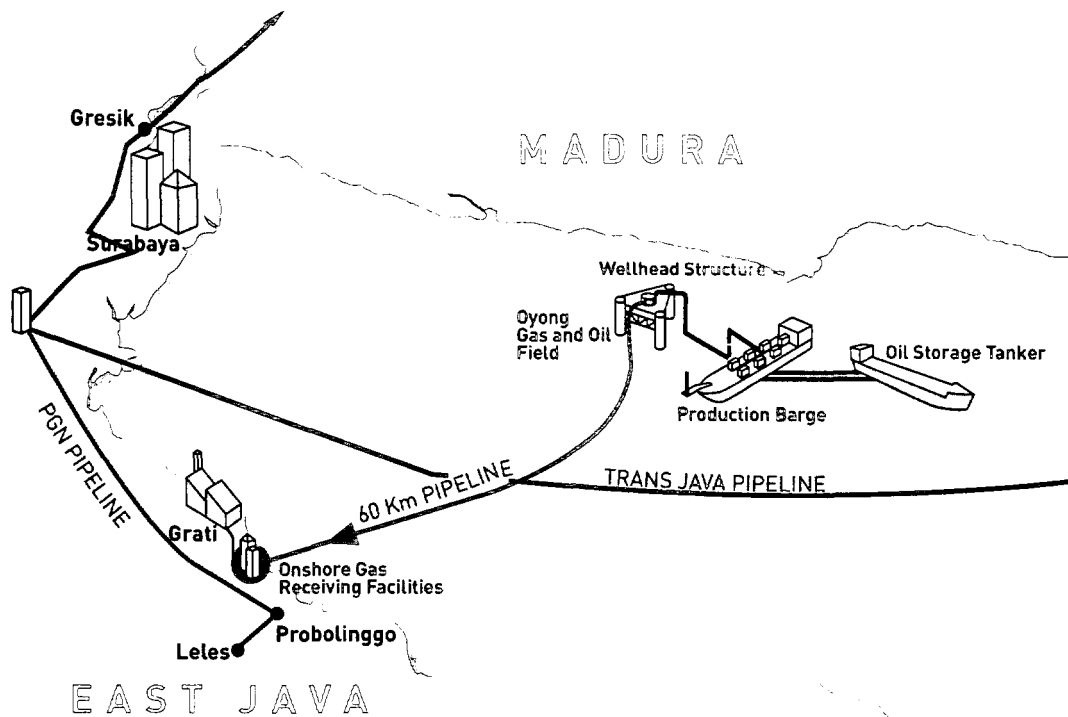 Gresik
MADURA
Surabaya
Wellhead Structure
Oyong
Gas and Oil
Field
Oil Storage Tanker
Production Barge
PGN PIPELINE
60 Km PIPELINE
TRANS JAVA PIPELINE
Grati
Onshore Gas
Receiving Facilities
Probolinggo
Leles
EAST JAVA